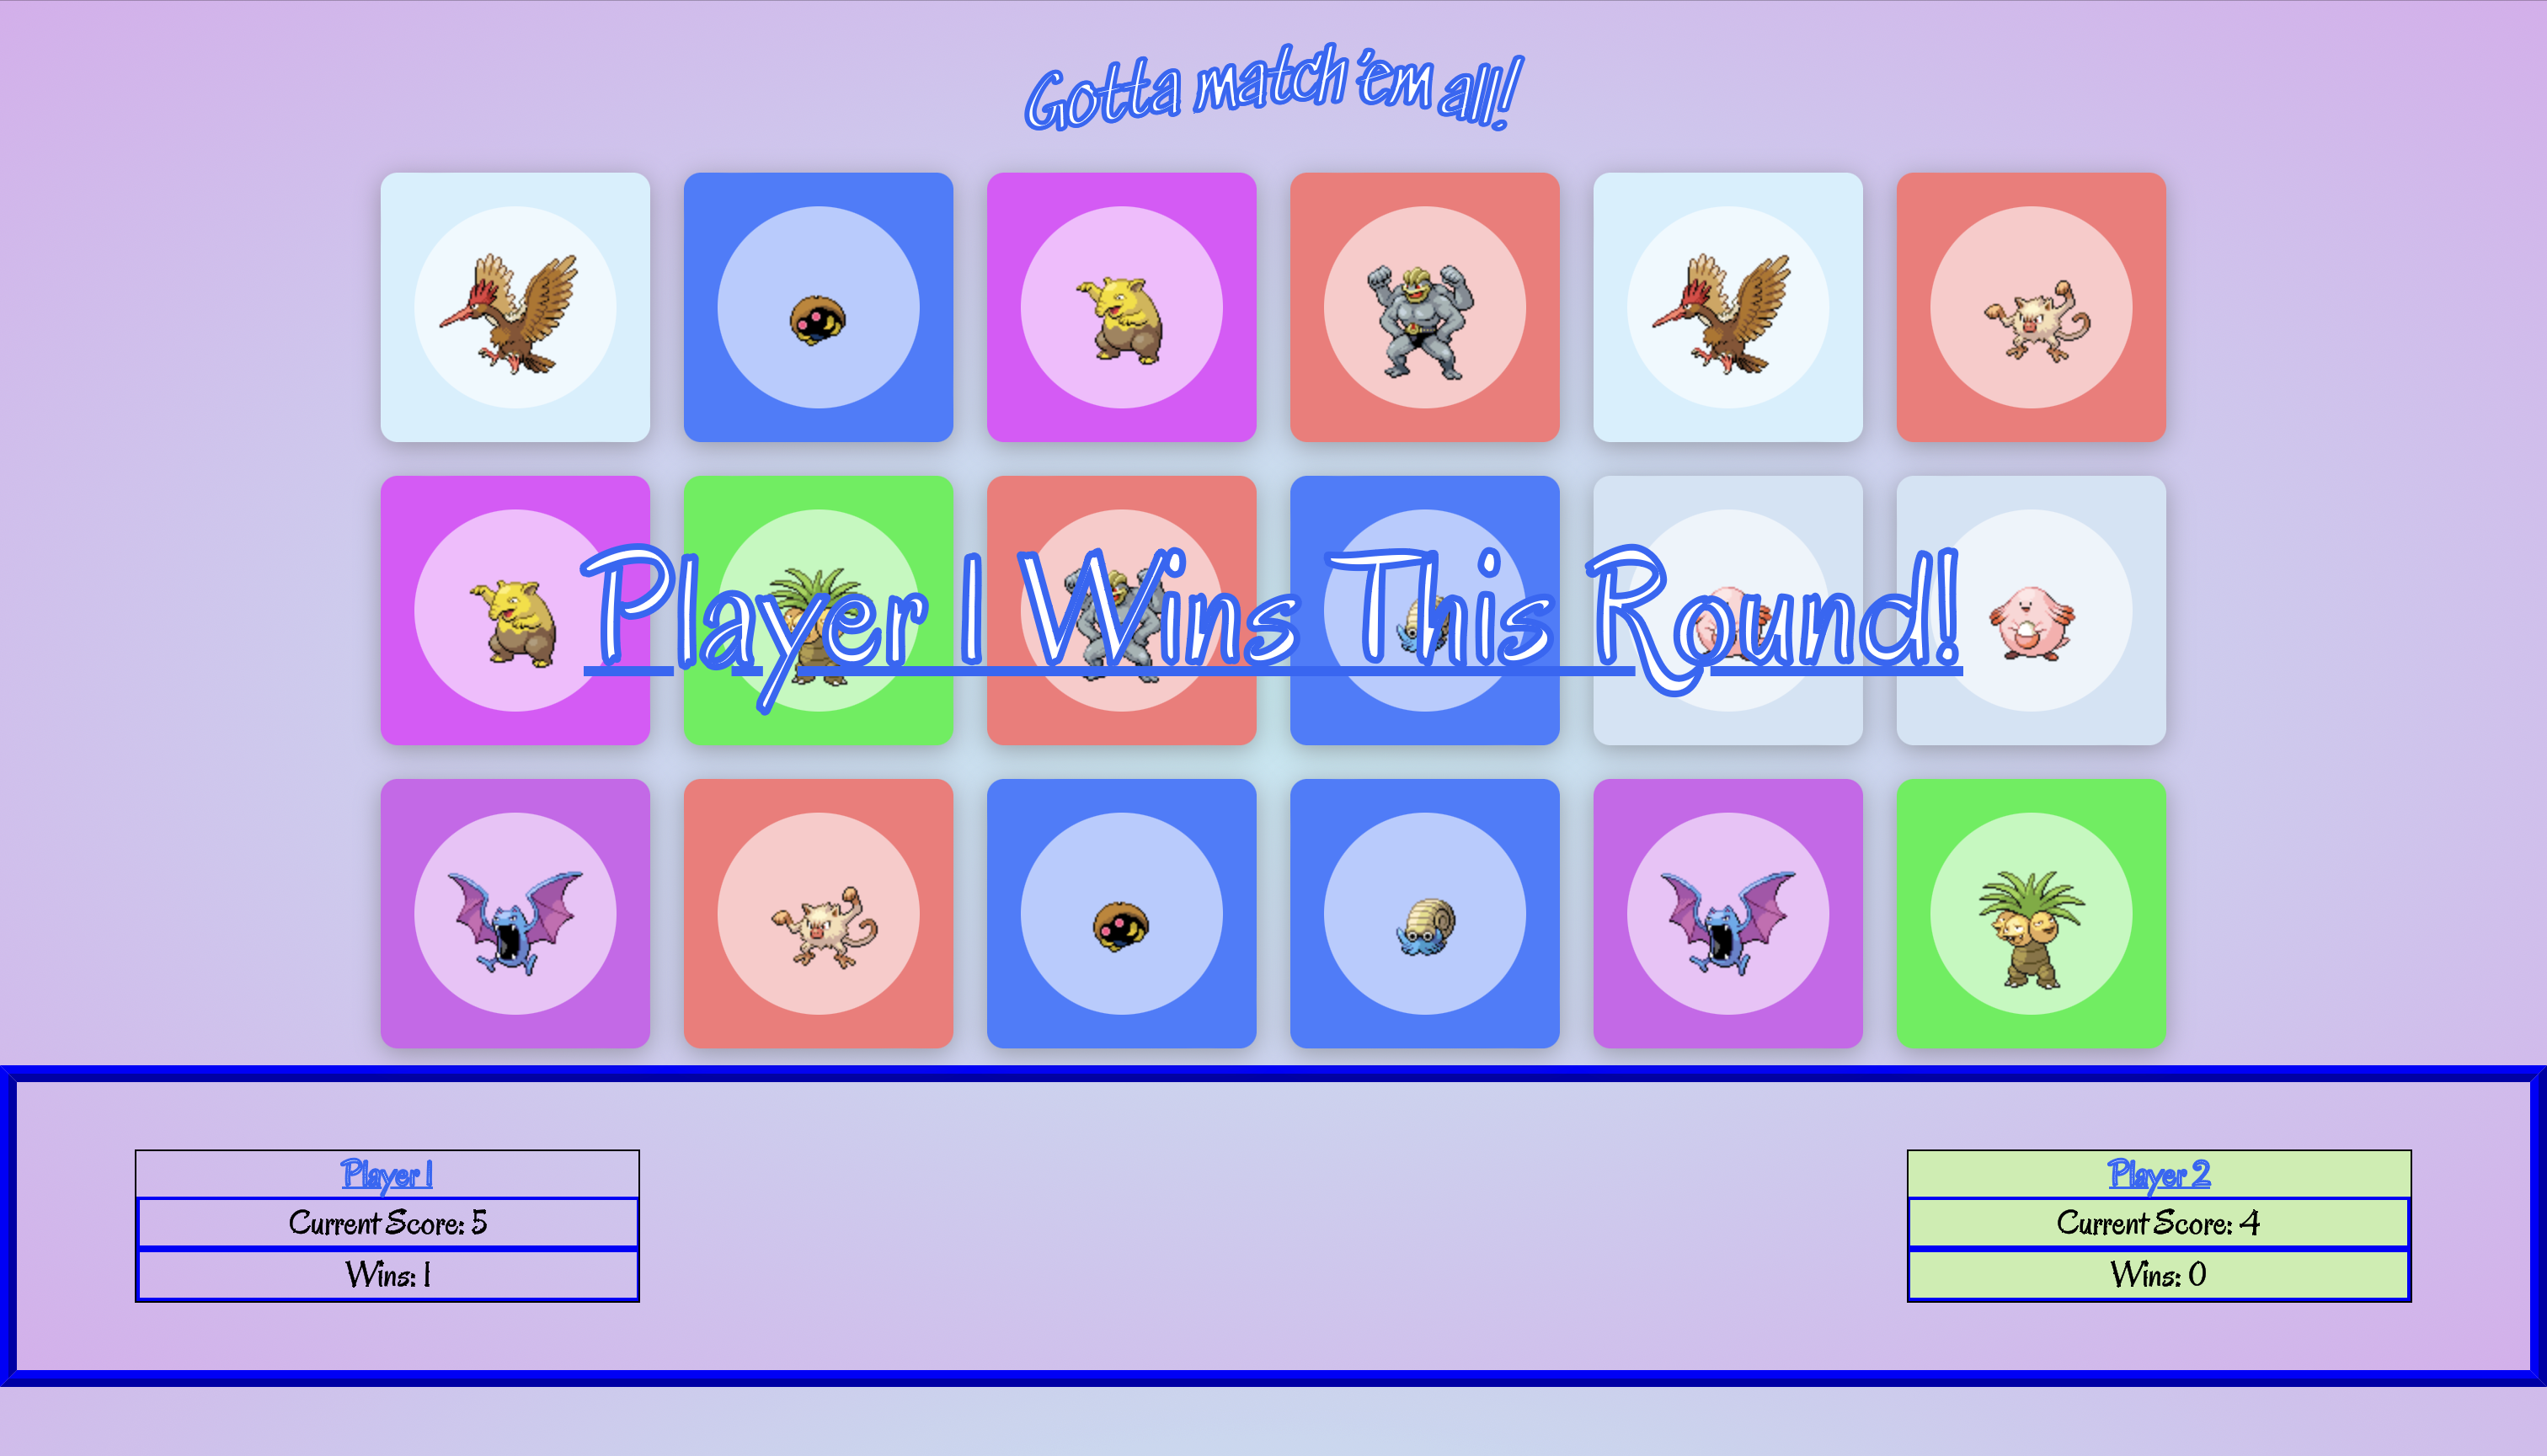 Gotta match 'em all!
Player 1 Wins This Round!
Player 1
Current Score: 5
Wins: 1
Player 2
Current Score: 4
Wins: 0